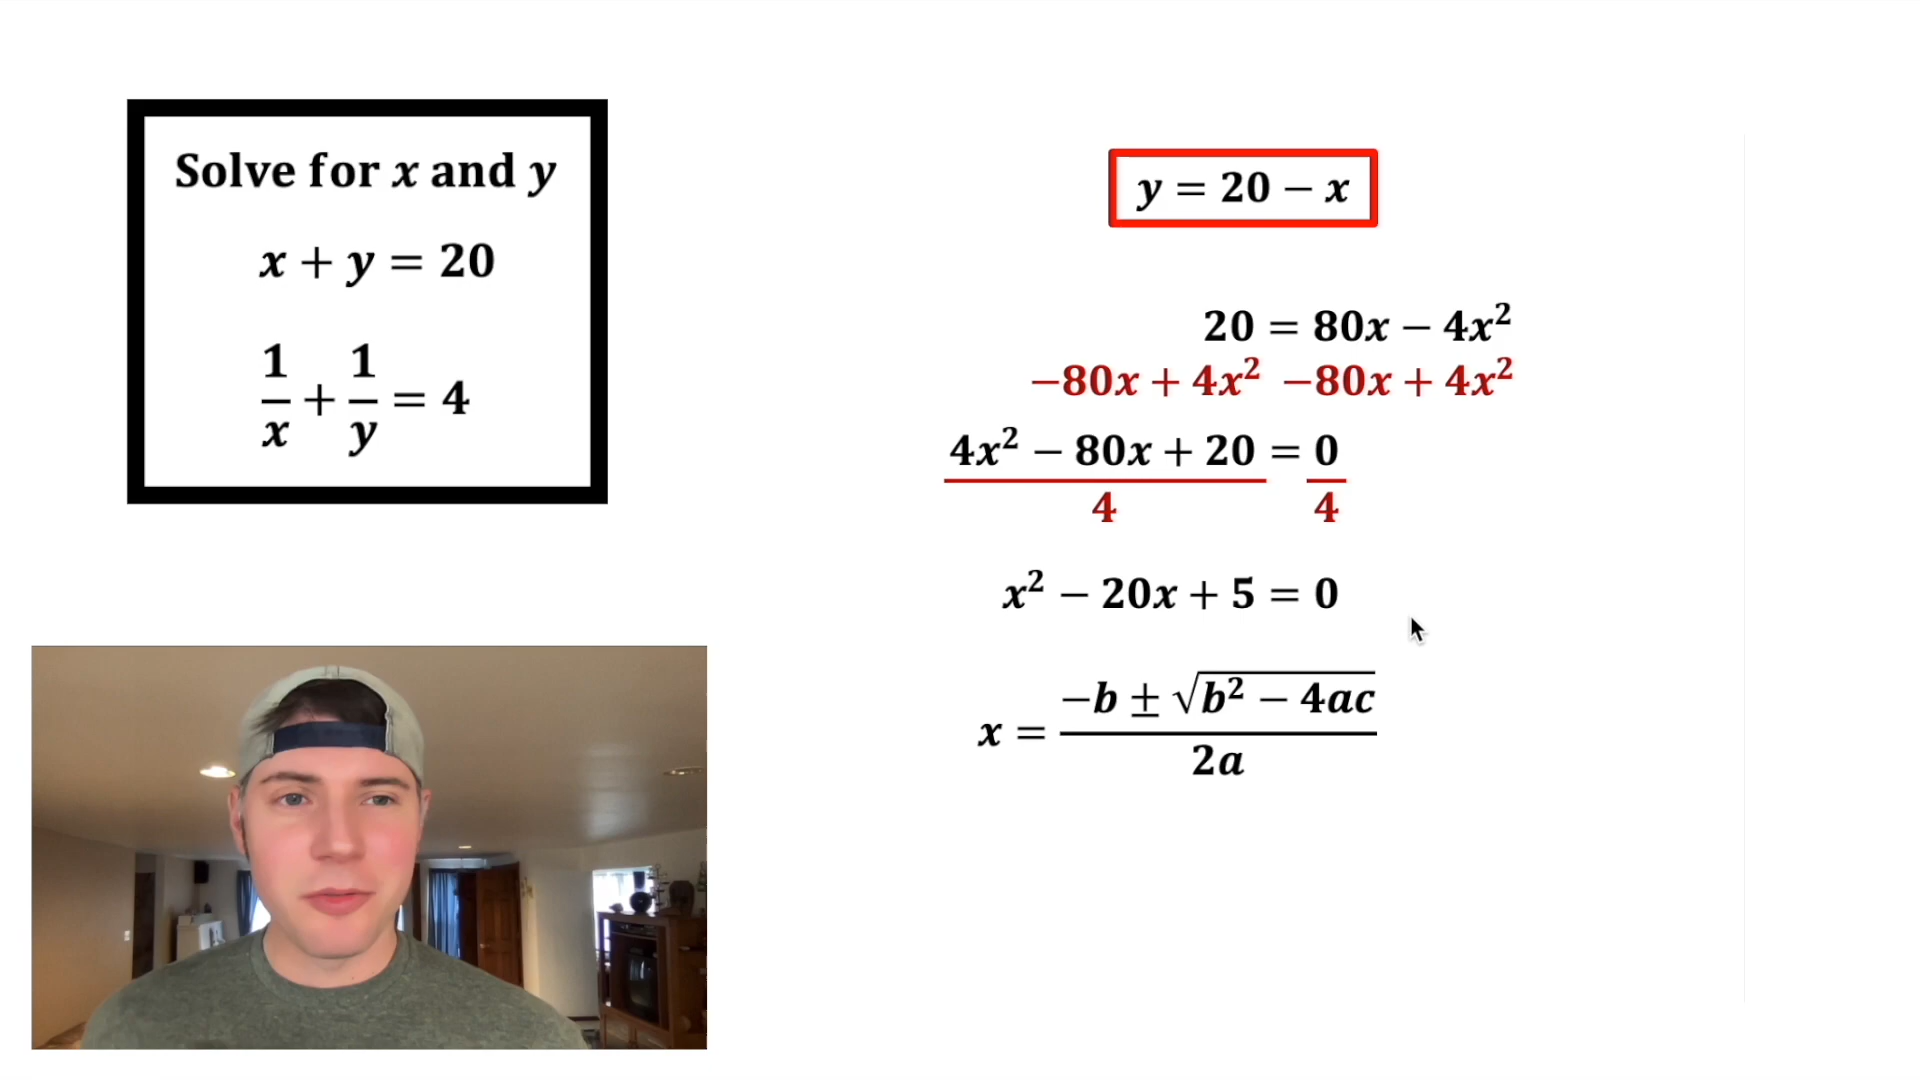 Solve for x and y
x + y = 20
1/x + 1/y = 4
y = 20 − x
20 = 80x − 4x²
−80x + 4x² −80x + 4x²
4x² − 80x + 20 = 0
4 4
x² − 20x + 5 = 0
x = (−b ± √(b² − 4ac))/(2a)